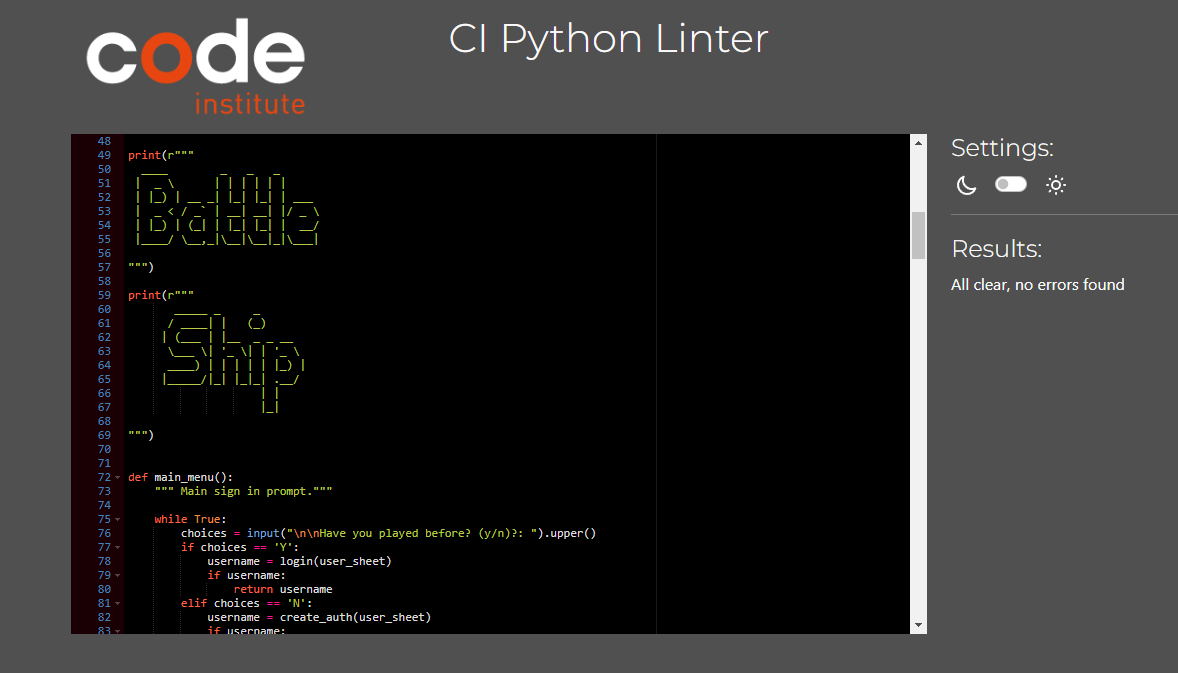 code
institute
CI Python Linter
48
49 print(r"""
50   ____        _   _   _
51 |  _ \      | | | | | |
52 | |_) | __ _| |_| |_| | ___
53 |  _ < / _` | __| __| |/ _ \
54 | |_) | (_| | |_| |_| |  __/
55 |____/ \__,_|\__|\__|_|\___|
56
57 """)
58
59 print(r"""
60       _____ _     _
61      / ____| |   (_)
62     | (___ | |__  _ _ __
63      \___ \| '_ \| | '_ \
64      ____) | | | | | |_) |
65     |_____/|_| |_|_| .__/
66                    | |
67                    |_|
68
69 """)
70
71
72 def main_menu():
73     """ Main sign in prompt."""
74
75     while True:
76         choices = input("\n\nHave you played before? (y/n)?: ").upper()
77         if choices == 'Y':
78             username = login(user_sheet)
79             if username:
80                 return username
81         elif choices == 'N':
82             username = create_auth(user_sheet)
83             if username:
Settings:
Results:
All clear, no errors found